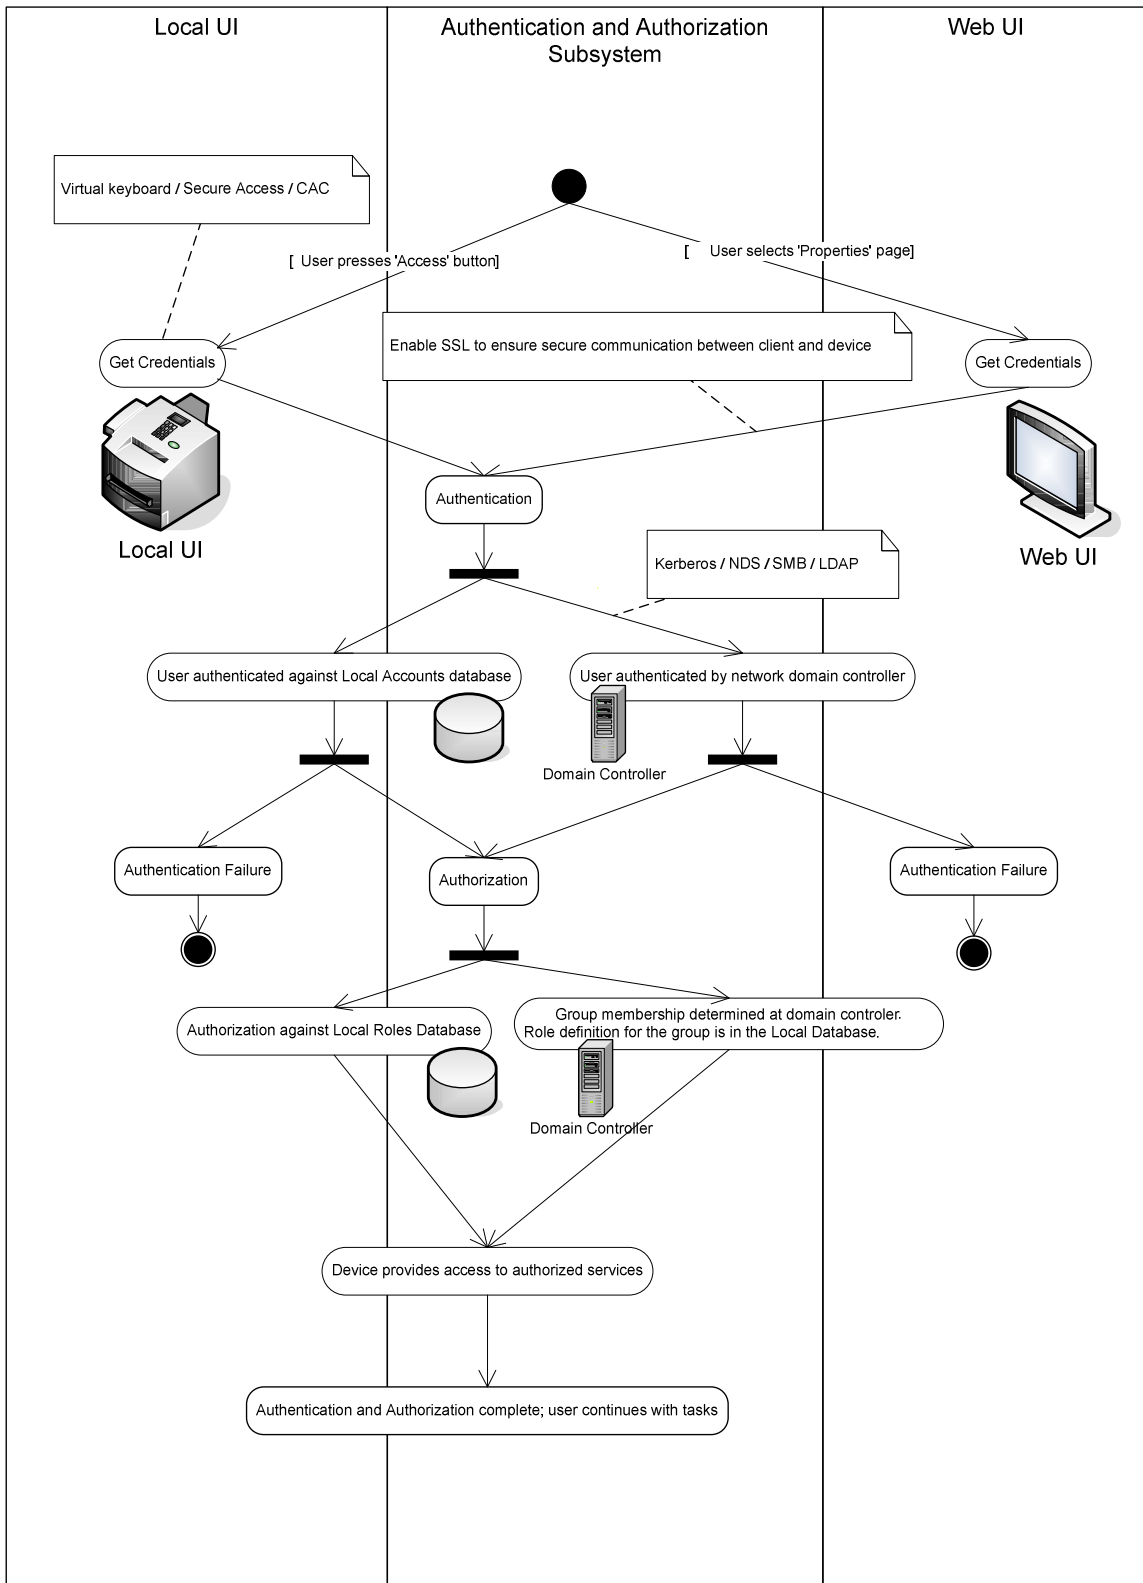 Local UI
Authentication and Authorization
Subsystem
Web UI
Virtual keyboard / Secure Access / CAC
[ User presses 'Access' button]
[ User selects 'Properties' page]
Enable SSL to ensure secure communication between client and device
Get Credentials
Get Credentials
Local UI
Authentication
Web UI
Kerberos / NDS / SMB / LDAP
User authenticated against Local Accounts database
User authenticated by network domain controller
Domain Controller
Authentication Failure
Authorization
Authentication Failure
Authorization against Local Roles Database
Group membership determined at domain controler.
Role definition for the group is in the Local Database.
Domain Controller
Device provides access to authorized services
Authentication and Authorization complete; user continues with tasks